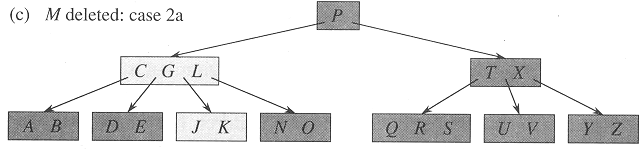 (c) M deleted: case 2a
P
C G L
T X
A B
D E
J K
N O
Q R S
U V
Y Z